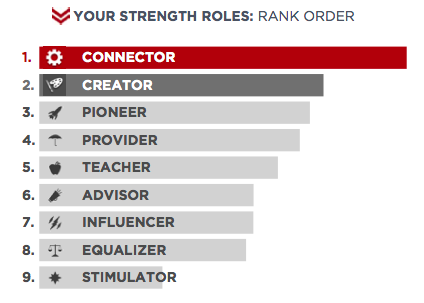 YOUR STRENGTH ROLES: RANK ORDER
1. CONNECTOR
2. CREATOR
3. PIONEER
4. PROVIDER
5. TEACHER
6. ADVISOR
7. INFLUENCER
8. EQUALIZER
9. STIMULATOR